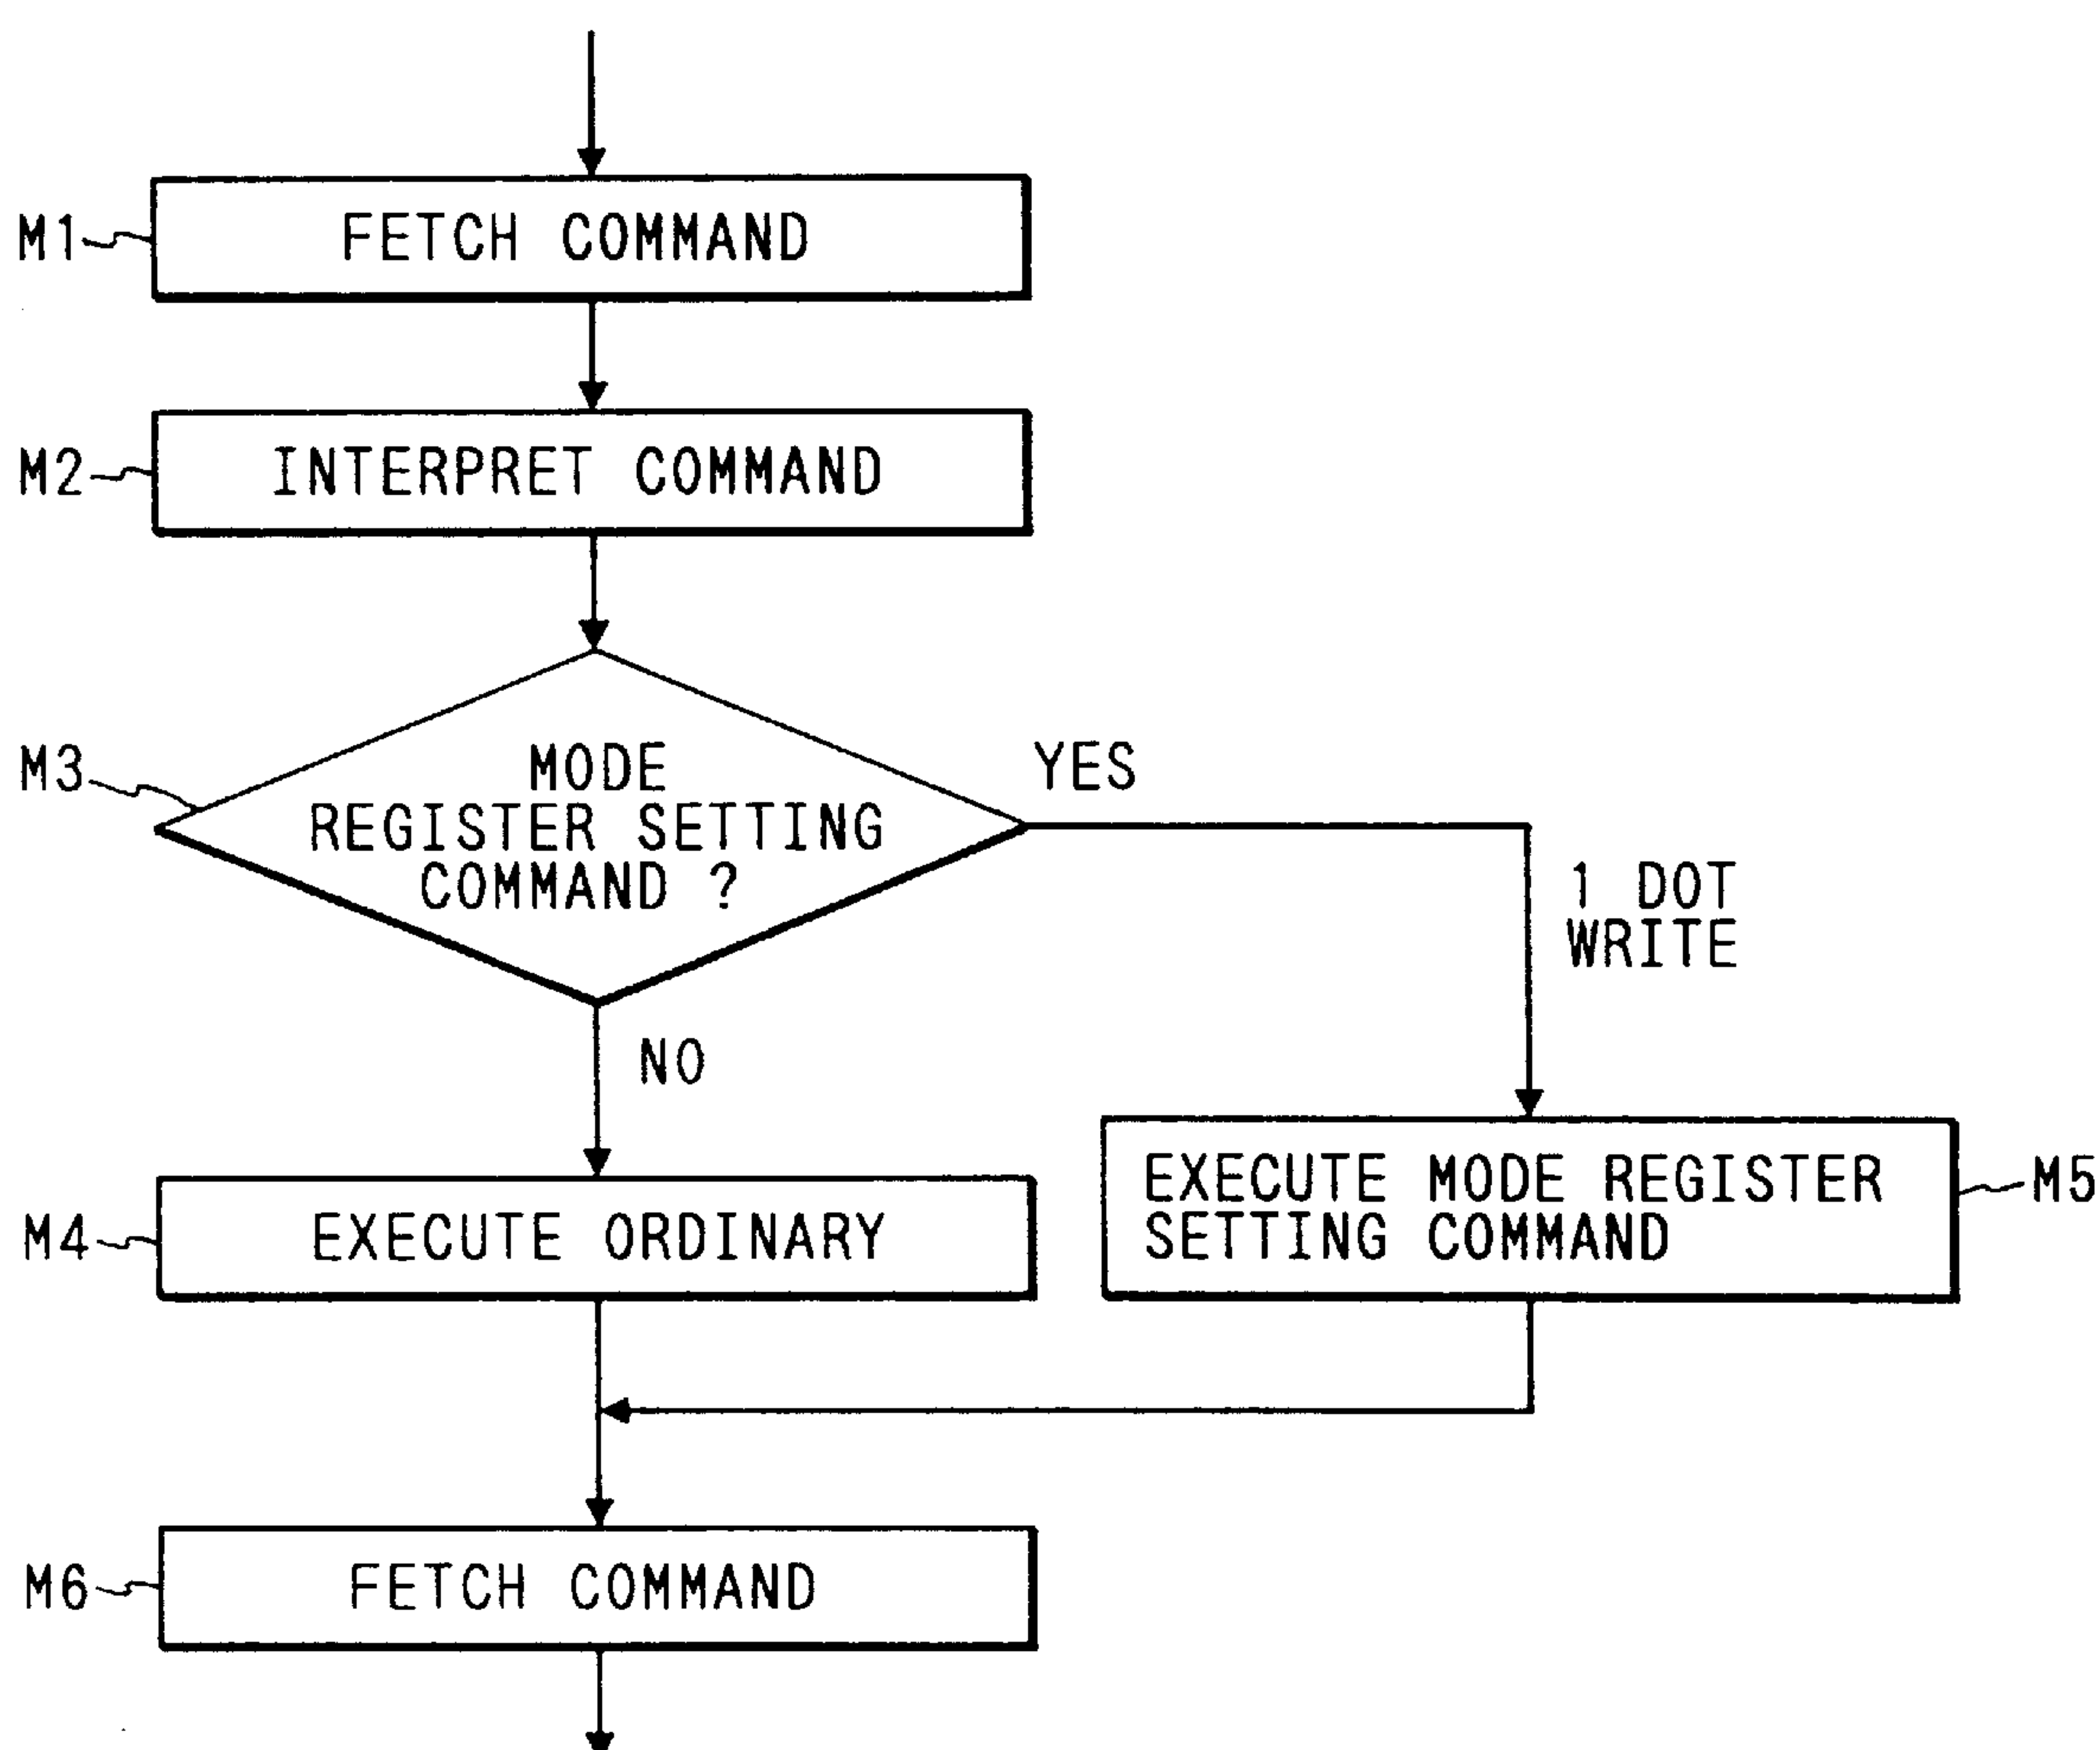 M1
FETCH COMMAND
M2
INTERPRET COMMAND
M3
MODE
REGISTER SETTING
COMMAND ?
YES
1 DOT
WRITE
NO
M4
EXECUTE ORDINARY
EXECUTE MODE REGISTER
SETTING COMMAND
M5
M6
FETCH COMMAND